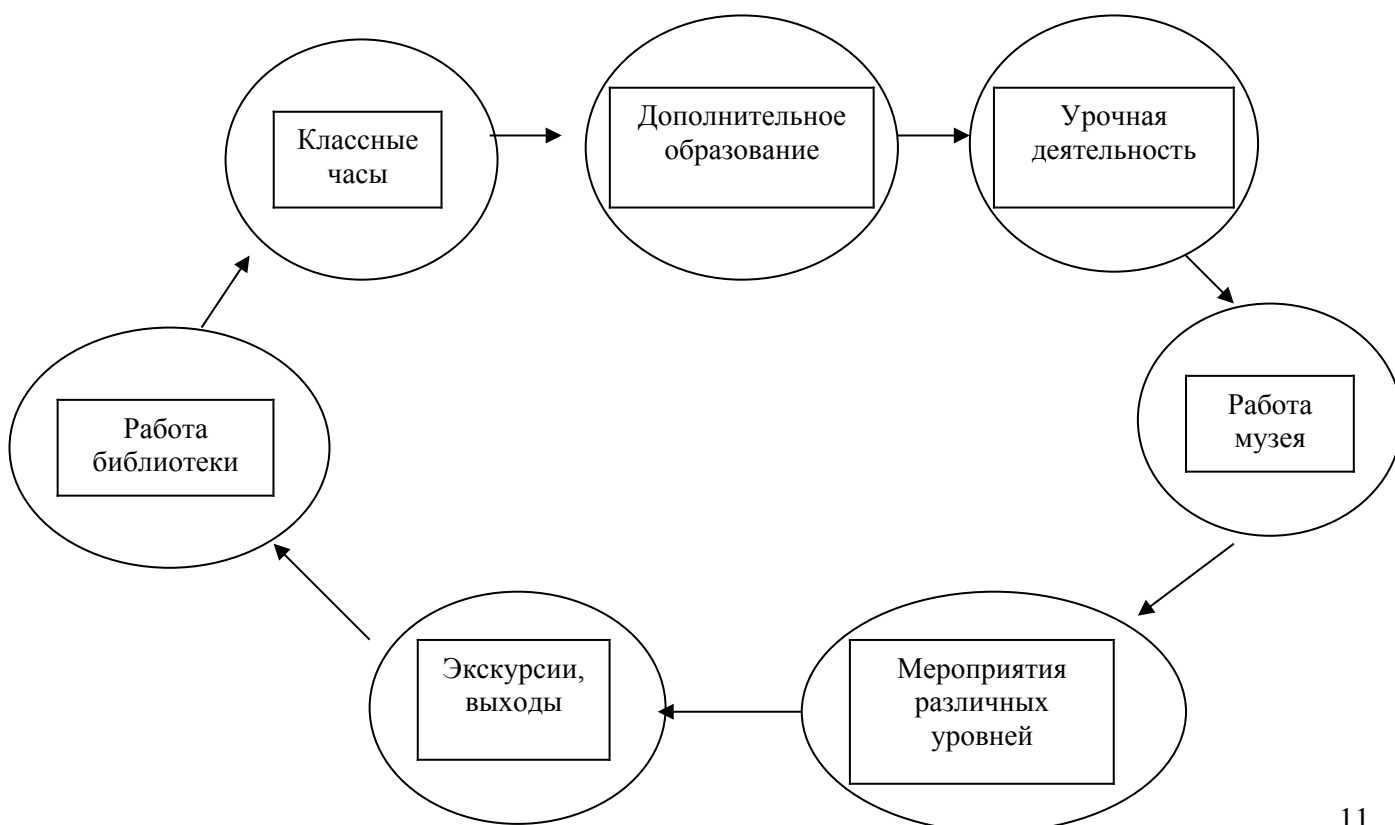 Классные
часы
Дополнительное
образование
Урочная
деятельность
Работа
музея
Мероприятия
различных
уровней
Экскурсии,
выходы
Работа
библиотеки
11